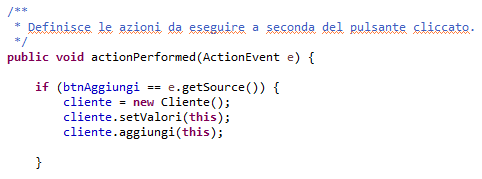 /**
 * Definisce le azioni da eseguire a seconda del pulsante cliccato.
 */
public void actionPerformed(ActionEvent e) {

    if (btnAggiungi == e.getSource()) {
        cliente = new Cliente();
        cliente.setValori(this);
        cliente.aggiungi(this);

    }